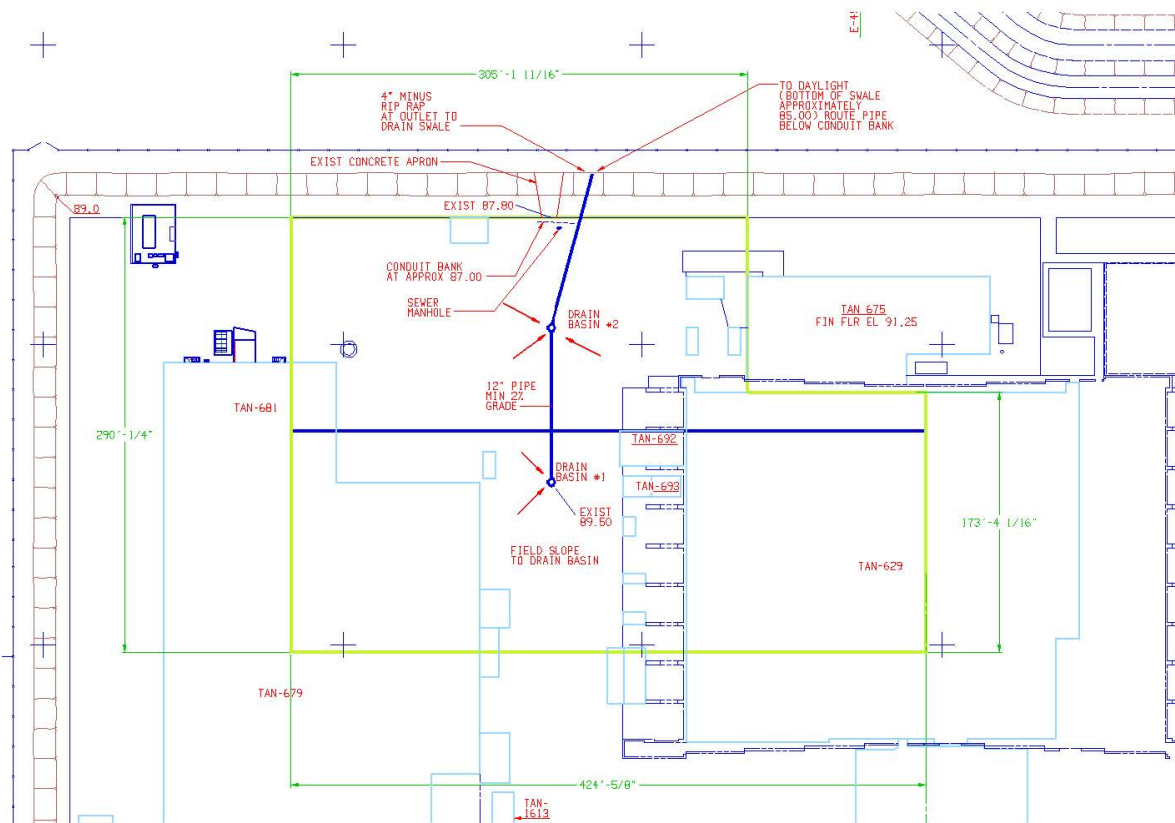 E-4
305'-1 11/16"
4" MINUS
RIP RAP
AT OUTLET TO
DRAIN SWALE
TO DAYLIGHT
(BOTTOM OF SWALE
APPROXIMATELY
85.00) ROUTE PIPE
BELOW CONDUIT BANK
EXIST CONCRETE APRON
89.0
EXIST 87.80
CONDUIT BANK
AT APPROX 87.00
SEWER
MANHOLE
DRAIN
BASIN #2
TAN 675
FIN FLR EL 91.25
12" PIPE
MIN 2%
GRADE
TAN-681
290'-1/4"
TAN-692
DRAIN
BASIN #1
TAN-693
EXIST
89.50
173'-4 1/16"
FIELD SLOPE
TO DRAIN BASIN
TAN-629
TAN-679
424'-5/8"
TAN-
1613